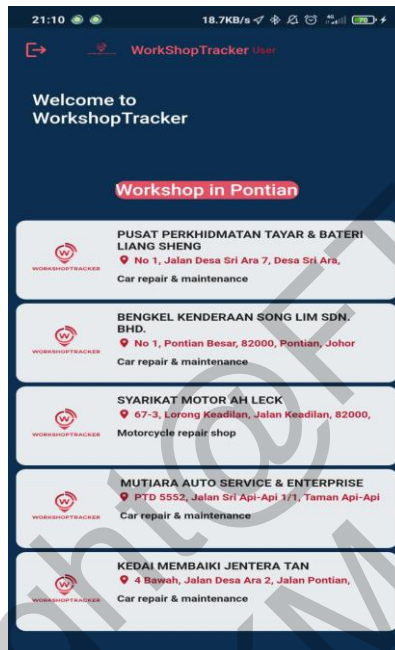 21:10 18.7KB/s 4G 70
WorkShopTracker User
Welcome to
WorkshopTracker
Workshop in Pontian
PUSAT PERKHIDMATAN TAYAR & BATERI
LIANG SHENG
No 1, Jalan Desa Sri Ara 7, Desa Sri Ara,
Car repair & maintenance
WORKSHOPTRACKER
BENGKEL KENDERAAN SONG LIM SDN.
BHD.
No 1, Pontian Besar, 82000, Pontian, Johor
Car repair & maintenance
WORKSHOPTRACKER
SYARIKAT MOTOR AH LECK
67-3, Lorong Keadilan, Jalan Keadilan, 82000,
Motorcycle repair shop
WORKSHOPTRACKER
MUTIARA AUTO SERVICE & ENTERPRISE
PTD 5552, Jalan Sri Api-Api 1/1, Taman Api-Api
Car repair & maintenance
WORKSHOPTRACKER
KEDAI MEMBAIKI JENTERA TAN
4 Bawah, Jalan Desa Ara 2, Jalan Pontian,
Car repair & maintenance
WORKSHOPTRACKER